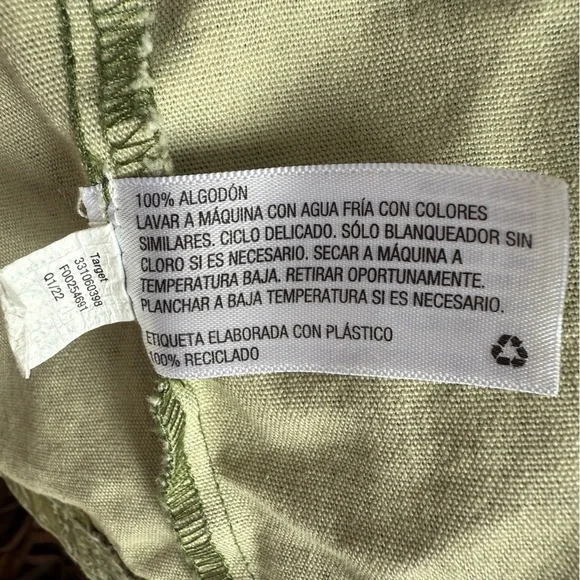 100% ALGODÓN
LAVAR A MÁQUINA CON AGUA FRÍA CON COLORES
SIMILARES. CICLO DELICADO. SÓLO BLANQUEADOR SIN
CLORO SI ES NECESARIO. SECAR A MÁQUINA A
TEMPERATURA BAJA. RETIRAR OPORTUNAMENTE.
PLANCHAR A BAJA TEMPERATURA SI ES NECESARIO.
ETIQUETA ELABORADA CON PLÁSTICO
100% RECICLADO
Target
331060398
F00254691
01/22